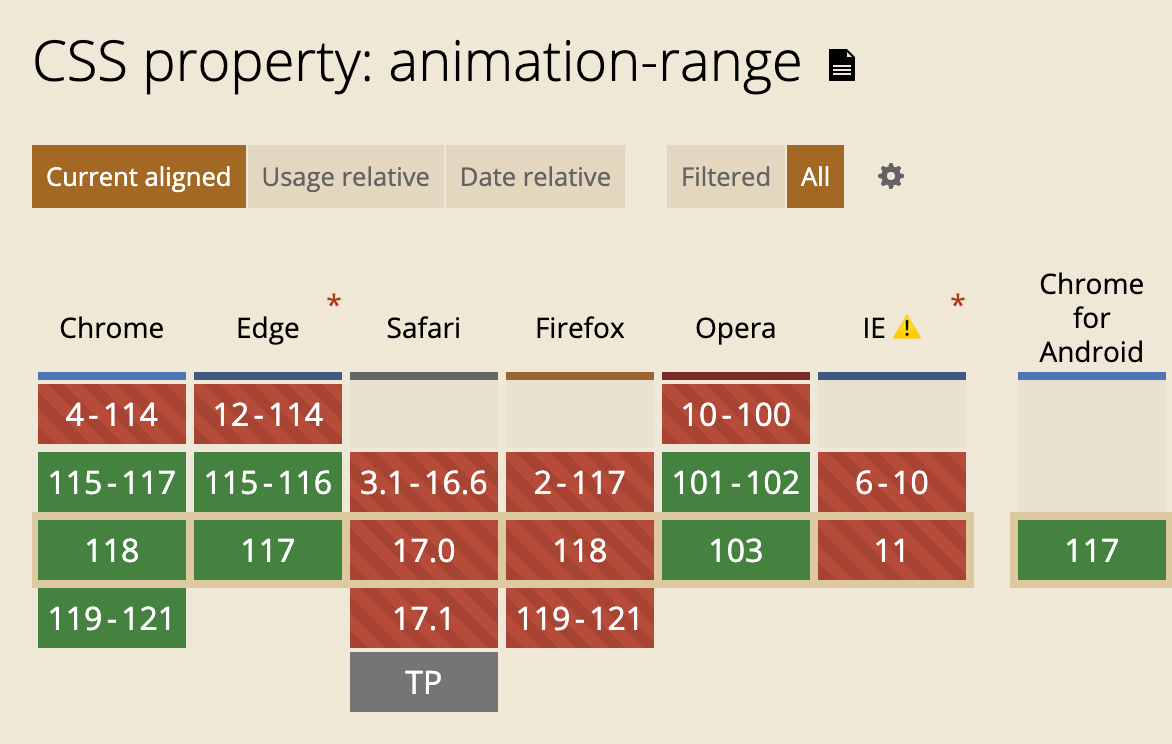 CSS property: animation-range
Current aligned Usage relative Date relative Filtered All
Chrome Edge * Safari Firefox Opera IE * Chrome for Android
4-114 12-114 10-100
115-117 115-116 3.1-16.6 2-117 101-102 6-10
118 117 17.0 118 103 11 117
119-121 17.1 119-121
TP